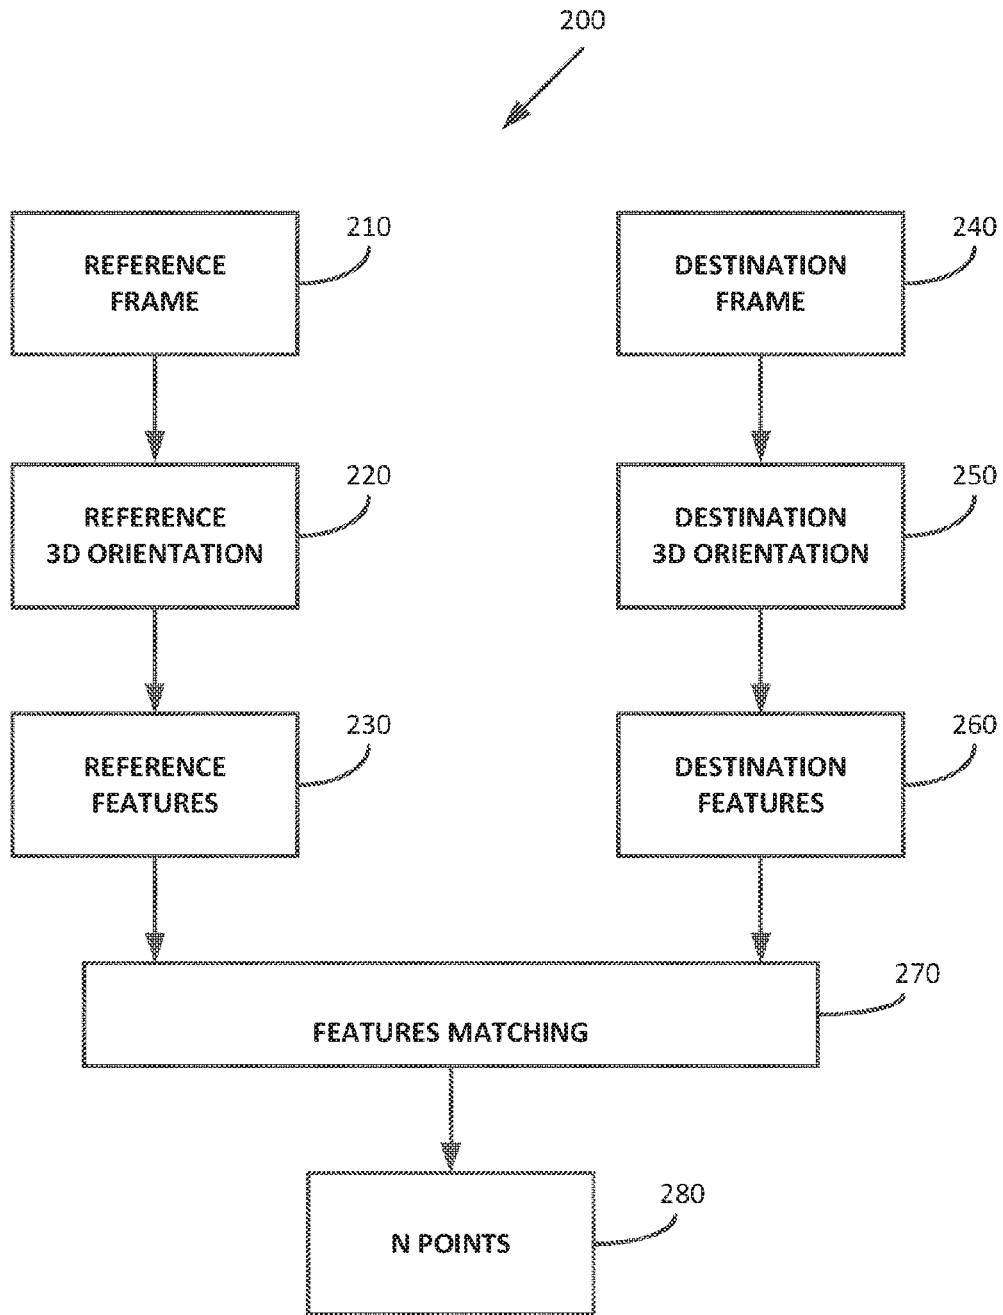 200
210
REFERENCE
FRAME
240
DESTINATION
FRAME
220
REFERENCE
3D ORIENTATION
250
DESTINATION
3D ORIENTATION
230
REFERENCE
FEATURES
260
DESTINATION
FEATURES
270
FEATURES MATCHING
280
N POINTS